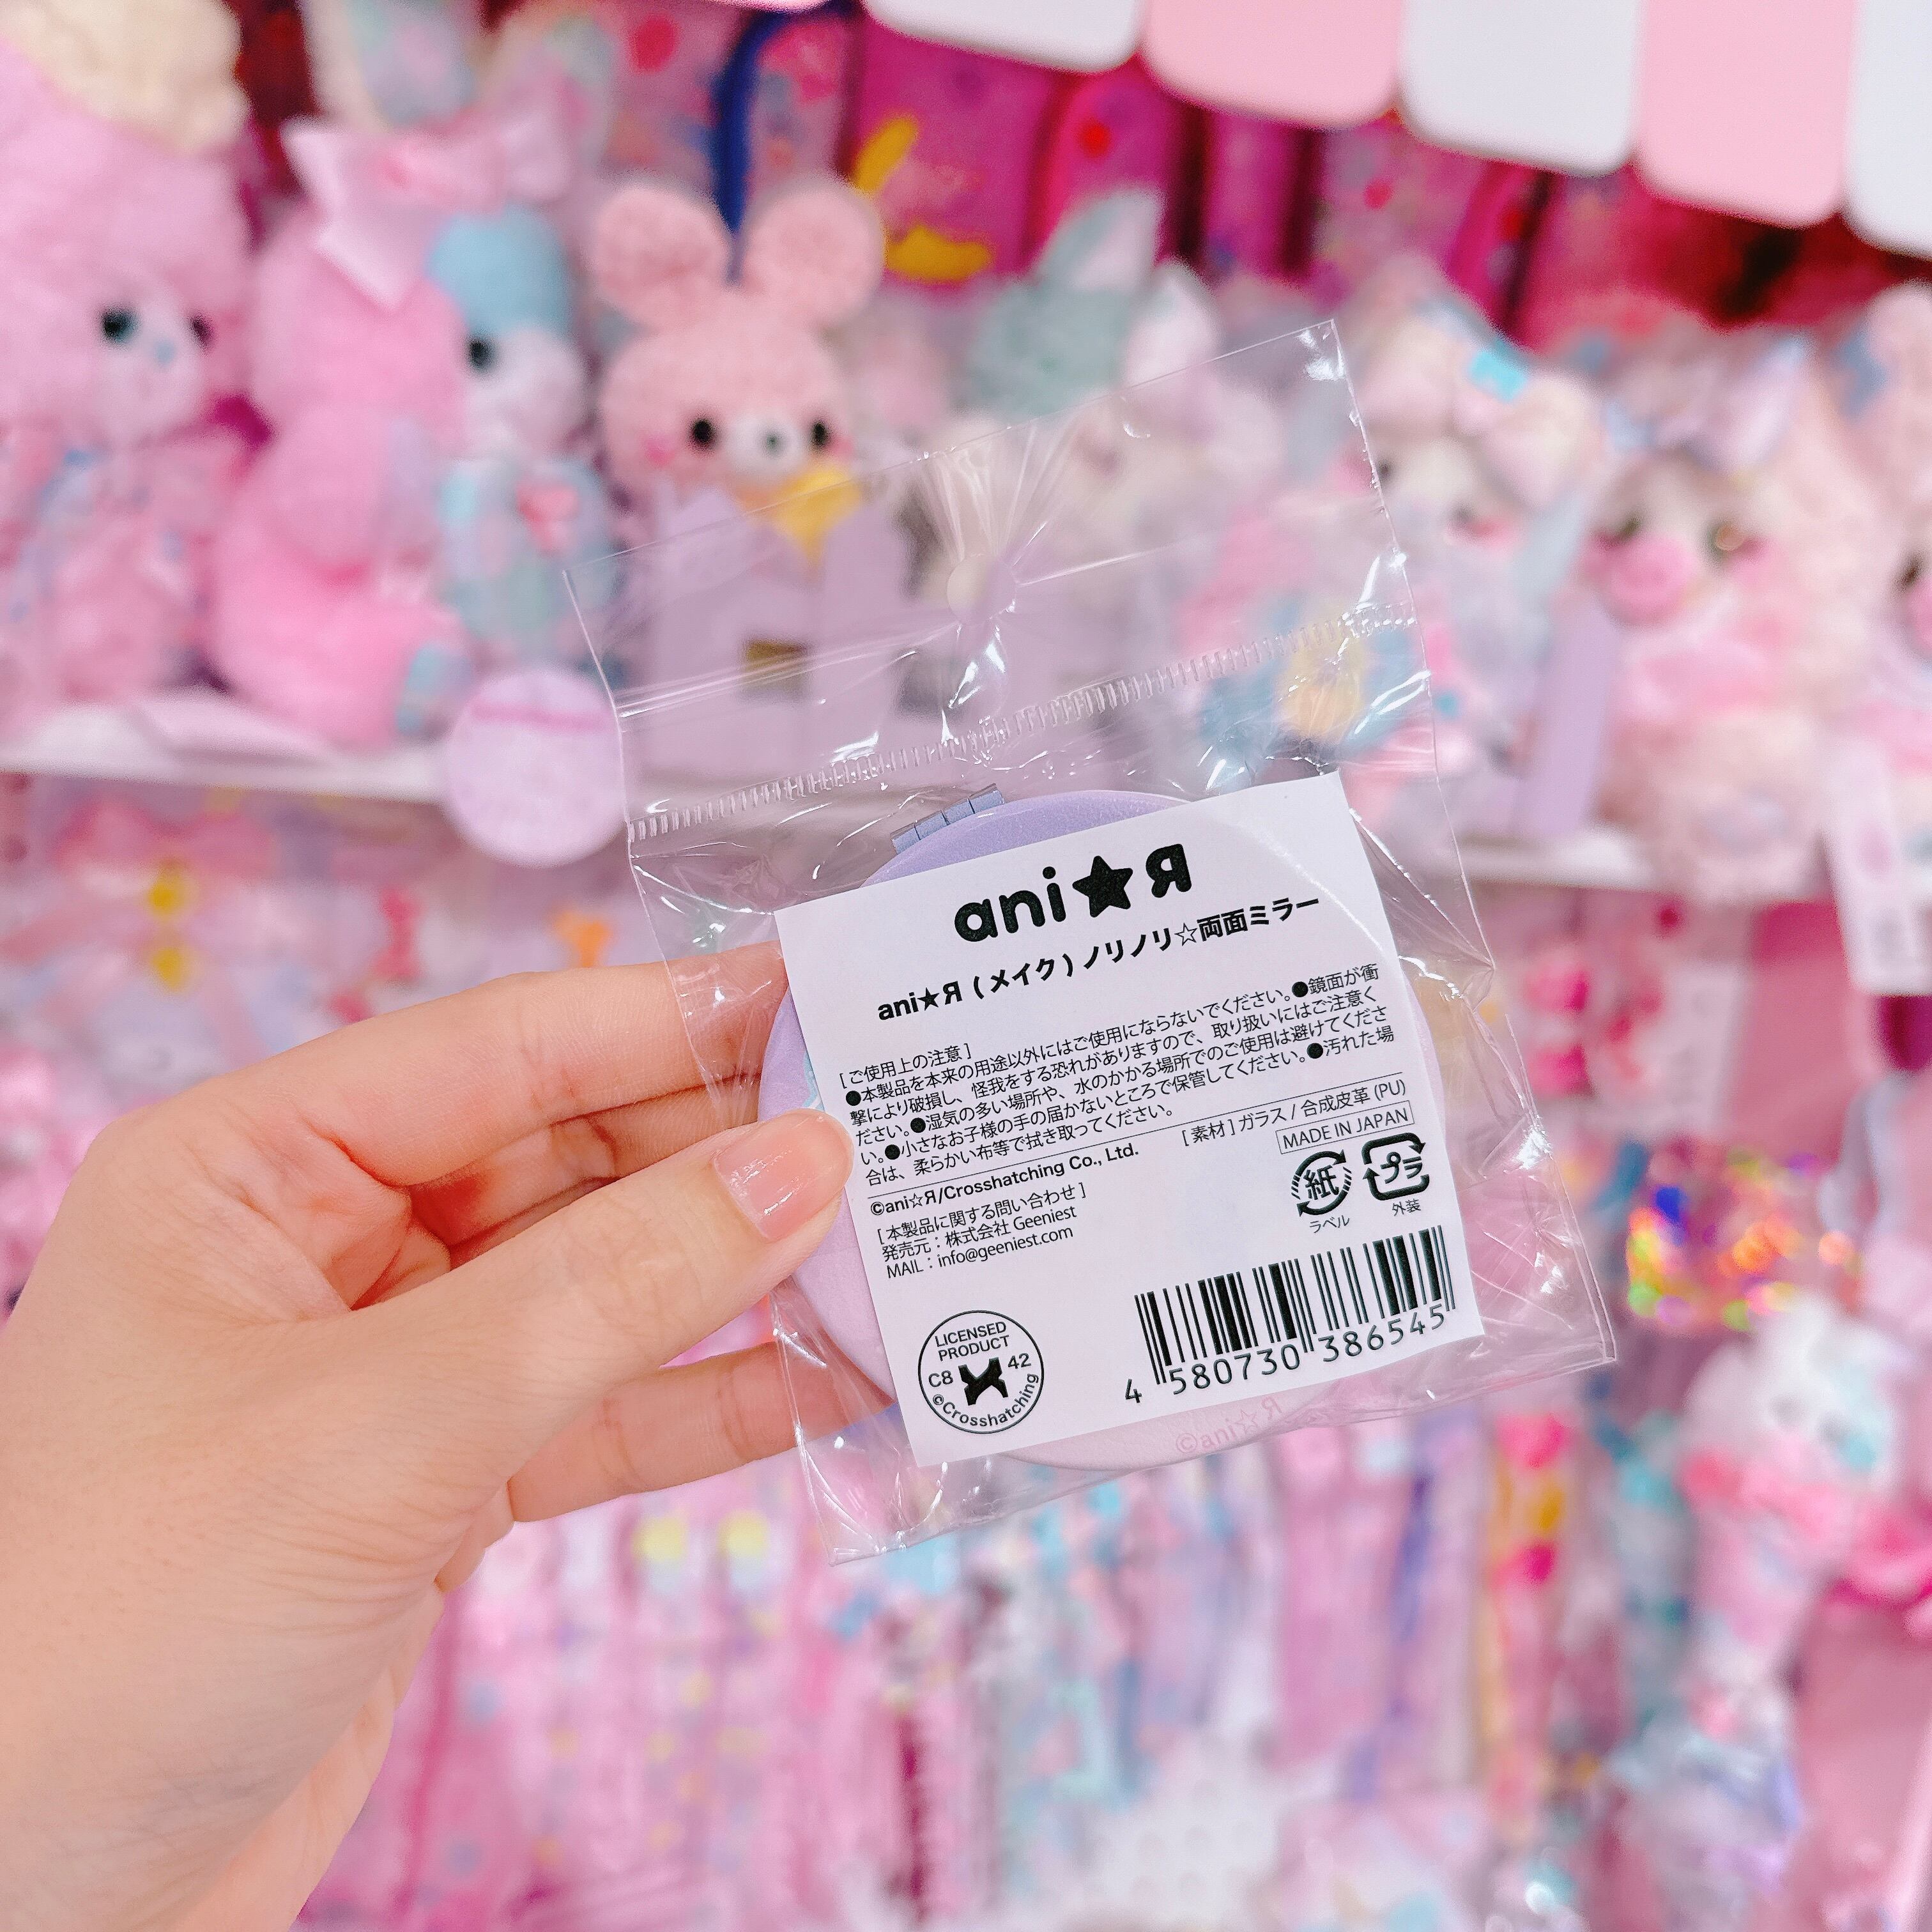 ani★Я
ani★Я ( メイク ) ノリノリ☆両面ミラー
[ ご使用上の注意 ]
●本製品を本来の用途以外にはご使用にならないでください。●鏡面が衝
撃により破損し、怪我をする恐れがありますので、取り扱いにはご注意く
ださい。●湿気の多い場所や、水のかかる場所でのご使用は避けてくださ
い。●小さなお子様の手の届かないところで保管してください。●汚れた場
合は、柔らかい布等で拭き取ってください。
[ 素材 ] ガラス / 合成皮革 (PU)
©ani☆Я/Crosshatching Co., Ltd.
MADE IN JAPAN
[ 本製品に関する問い合わせ ]
発売元：株式会社 Geeniest
MAIL：info@geeniest.com
紙
ラベル
プラ
外装
LICENSED
PRODUCT
C8 42
©Crosshatching
4 580730 386545
©ani☆Я